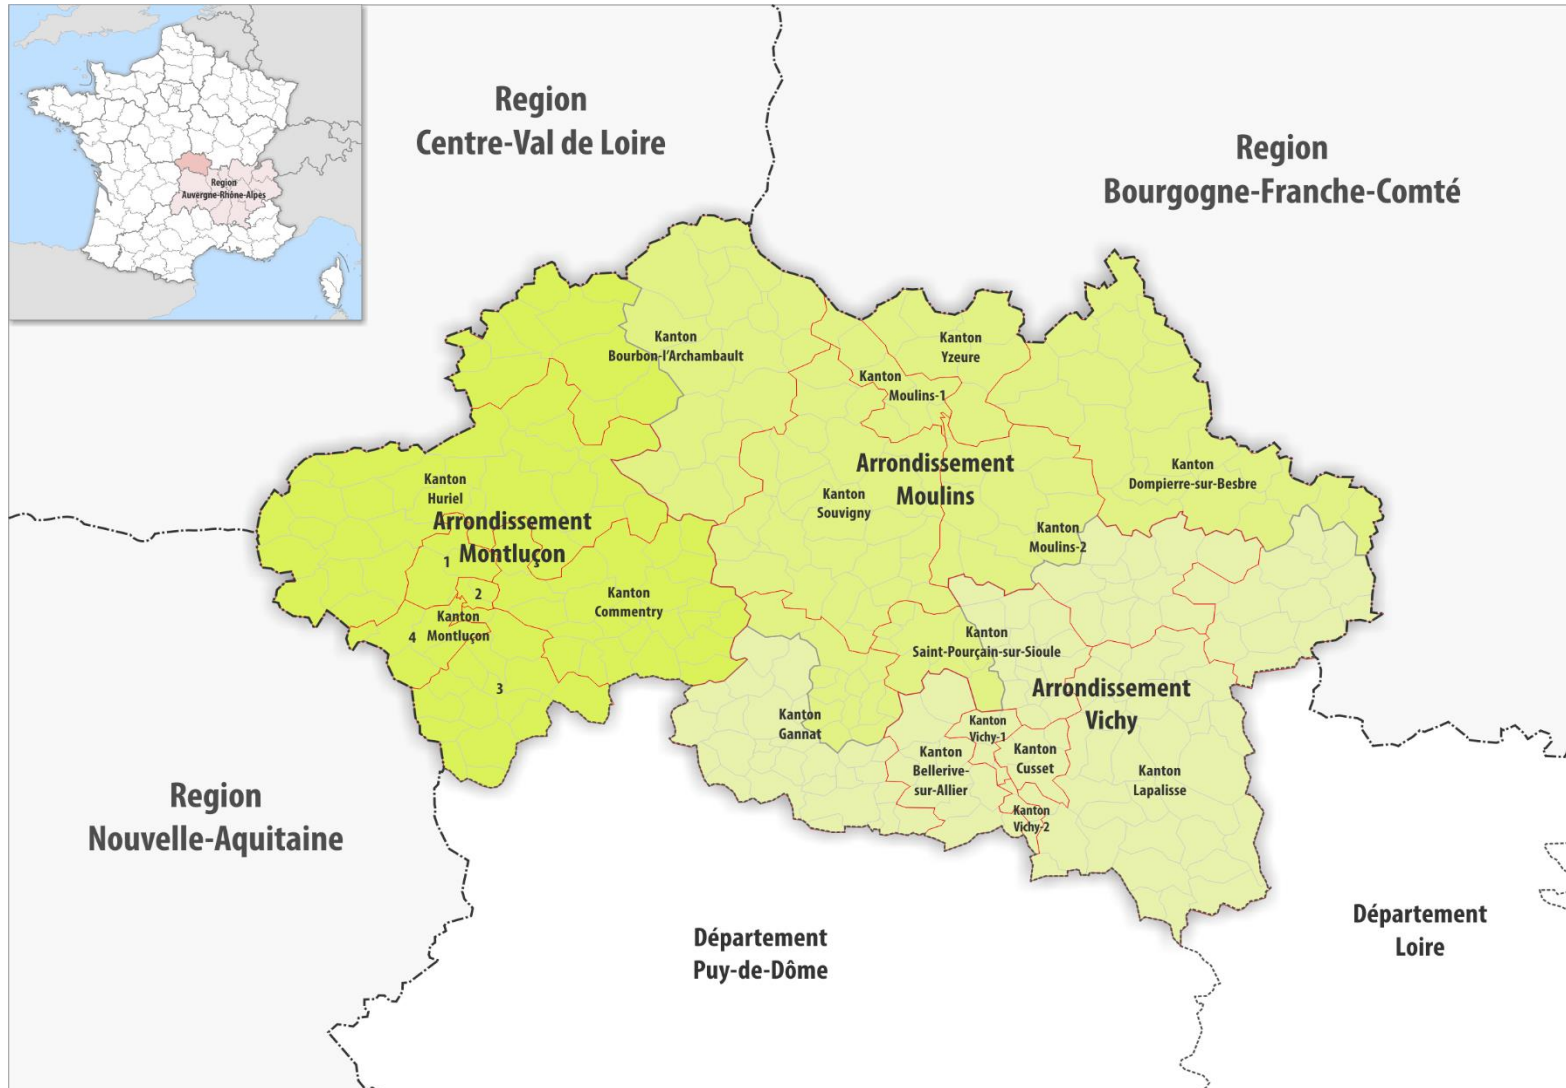 Region
Auvergne-Rhône-Alpes
Region
Centre-Val de Loire
Region
Bourgogne-Franche-Comté
Kanton
Bourbon-l'Archambault
Kanton
Yzeure
Kanton
Moulins-1
Arrondissement
Moulins
Kanton
Dompierre-sur-Besbre
Kanton
Huriel
Kanton
Souvigny
Arrondissement
Montluçon
Kanton
Moulins-2
1
2
Kanton
Commentry
Kanton
Montluçon
4
3
Kanton
Saint-Pourçain-sur-Sioule
Arrondissement
Vichy
Kanton
Gannat
Kanton
Vichy-1
Kanton
Bellerive-
sur-Allier
Kanton
Cusset
Kanton
Lapalisse
Kanton
Vichy-2
Region
Nouvelle-Aquitaine
Département
Puy-de-Dôme
Département
Loire